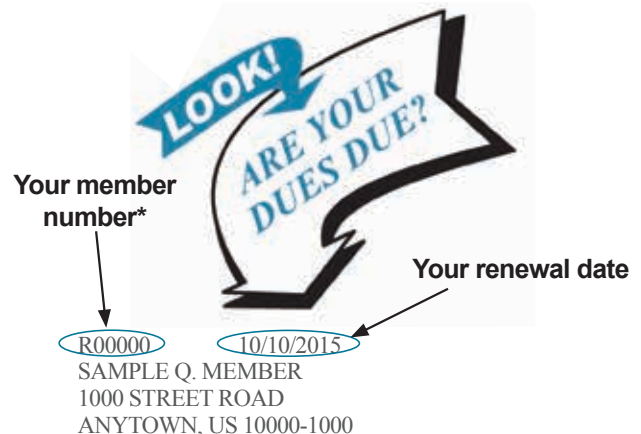 LOOK!
ARE YOUR
DUES DUE?
Your member
number*
Your renewal date
R00000 10/10/2015
SAMPLE Q. MEMBER
1000 STREET ROAD
ANYTOWN, US 10000-1000